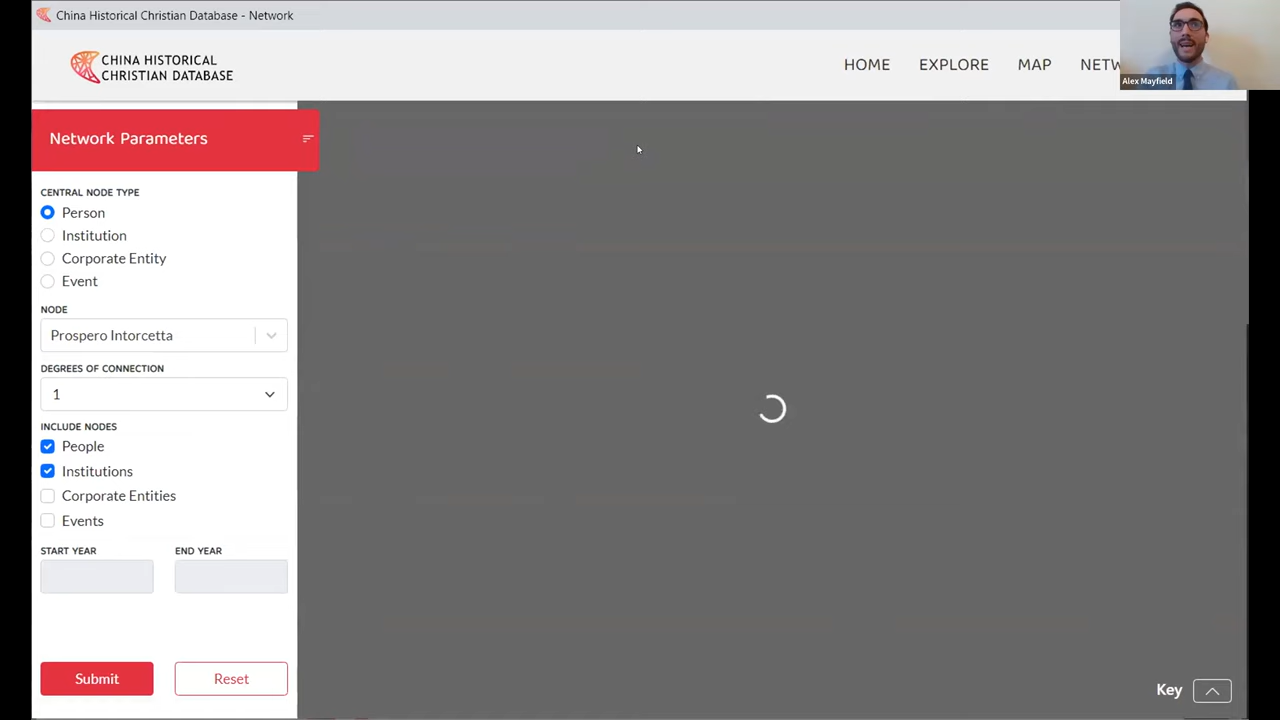 China Historical Christian Database - Network
CHINA HISTORICAL
CHRISTIAN DATABASE
HOME EXPLORE MAP NETW
Alex Mayfield
Network Parameters
CENTRAL NODE TYPE
Person
Institution
Corporate Entity
Event
NODE
Prospero Intorcetta
DEGREES OF CONNECTION
1
INCLUDE NODES
People
Institutions
Corporate Entities
Events
START YEAR END YEAR
Submit Reset
Key